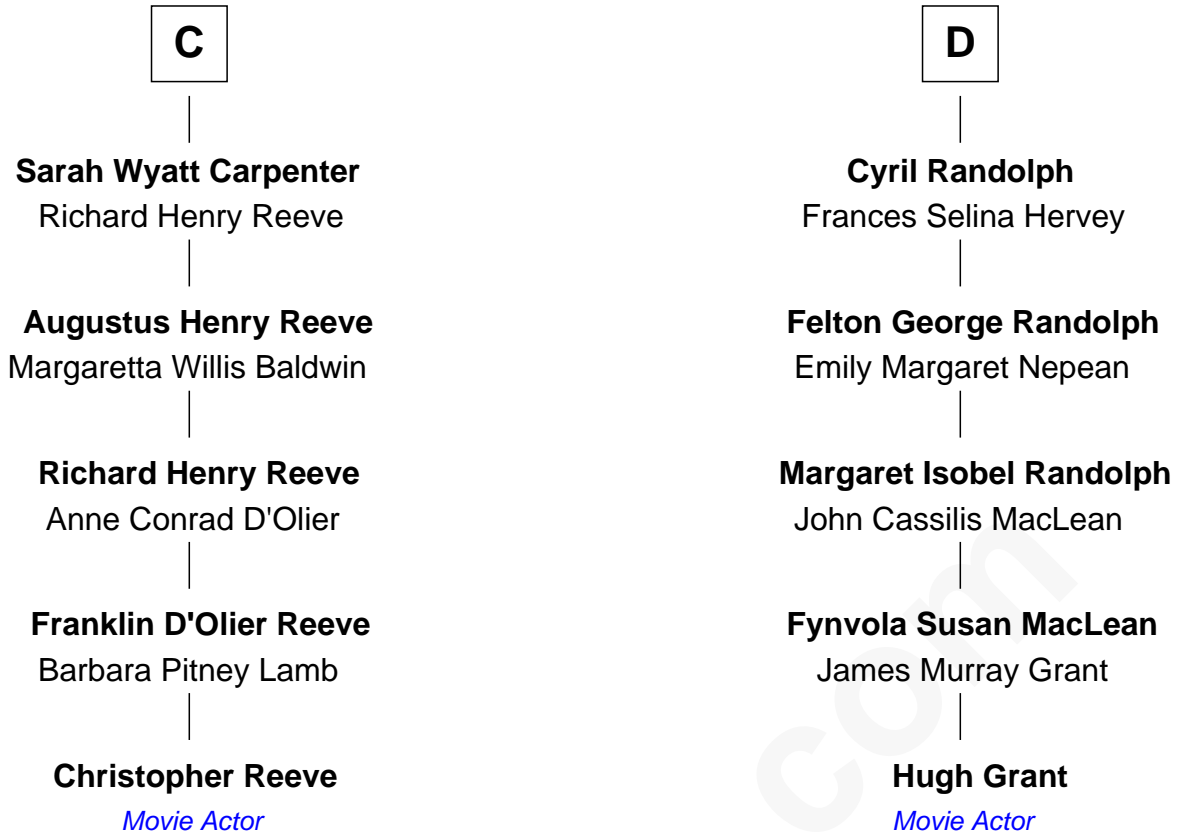 C
Sarah Wyatt Carpenter
Richard Henry Reeve
Augustus Henry Reeve
Margaretta Willis Baldwin
Richard Henry Reeve
Anne Conrad D'Olier
Franklin D'Olier Reeve
Barbara Pitney Lamb
Christopher Reeve
Movie Actor
D
Cyril Randolph
Frances Selina Hervey
Felton George Randolph
Emily Margaret Nepean
Margaret Isobel Randolph
John Cassilis MacLean
Fynvola Susan MacLean
James Murray Grant
Hugh Grant
Movie Actor
com